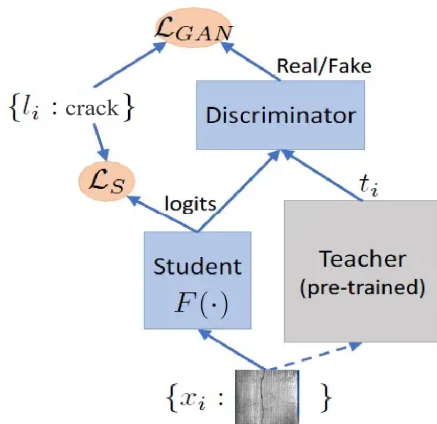 ℒ_GAN
Real/Fake
{l_i : crack}
Discriminator
ℒ_S
logits
t_i
Student
F(·)
Teacher
(pre-trained)
{x_i : }